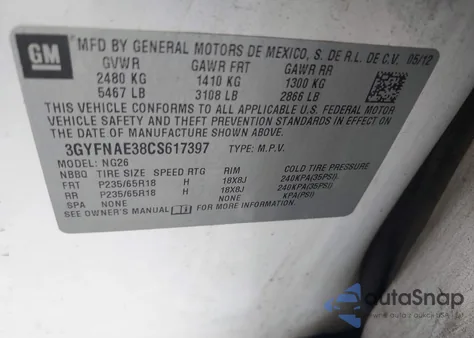 GM MFD BY GENERAL MOTORS DE MEXICO, S. DE R.L. DE C.V. 05/12
GVWR GAWR FRT GAWR RR
2480 KG 1410 KG 1300 KG
5467 LB 3108 LB 2866 LB
THIS VEHICLE CONFORMS TO ALL APPLICABLE U.S. FEDERAL MOTOR
VEHICLE SAFETY, BUMPER, AND THEFT PREVENTION STANDARDS
IN EFFECT ON THE DATE OF MANUFACTURE SHOWN ABOVE.
3GYFNAE38CS617397 TYPE: M.P.V.
MODEL: NG26
NBBQ TIRE SIZE SPEED RTG RIM COLD TIRE PRESSURE
FRT P235/65R18 H 18X8J 240KPA(35PSI)
RR P235/65R18 H 18X8J 240KPA(35PSI)
SPA NONE NONE KPA(PSI)
SEE OWNER'S MANUAL FOR MORE INFORMATION.
autaSnap